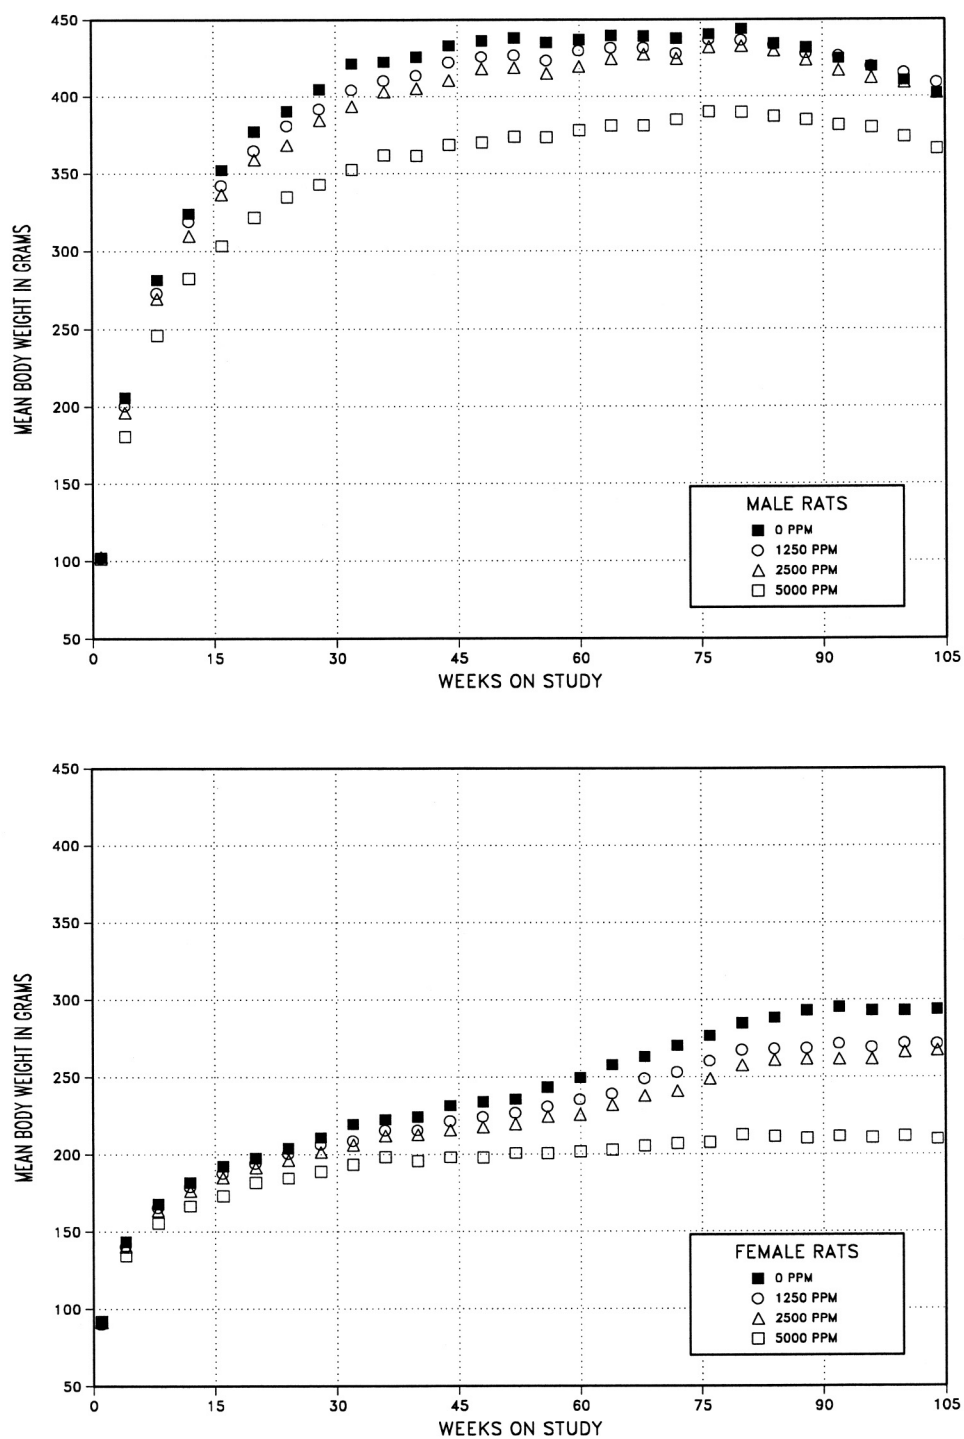 450
400
350
300
250
200
150
100
50
MEAN BODY WEIGHT IN GRAMS
MALE RATS
0 PPM
1250 PPM
2500 PPM
5000 PPM
0 15 30 45 60 75 90 105
WEEKS ON STUDY
450
400
350
300
250
200
150
100
50
MEAN BODY WEIGHT IN GRAMS
FEMALE RATS
0 PPM
1250 PPM
2500 PPM
5000 PPM
0 15 30 45 60 75 90 105
WEEKS ON STUDY